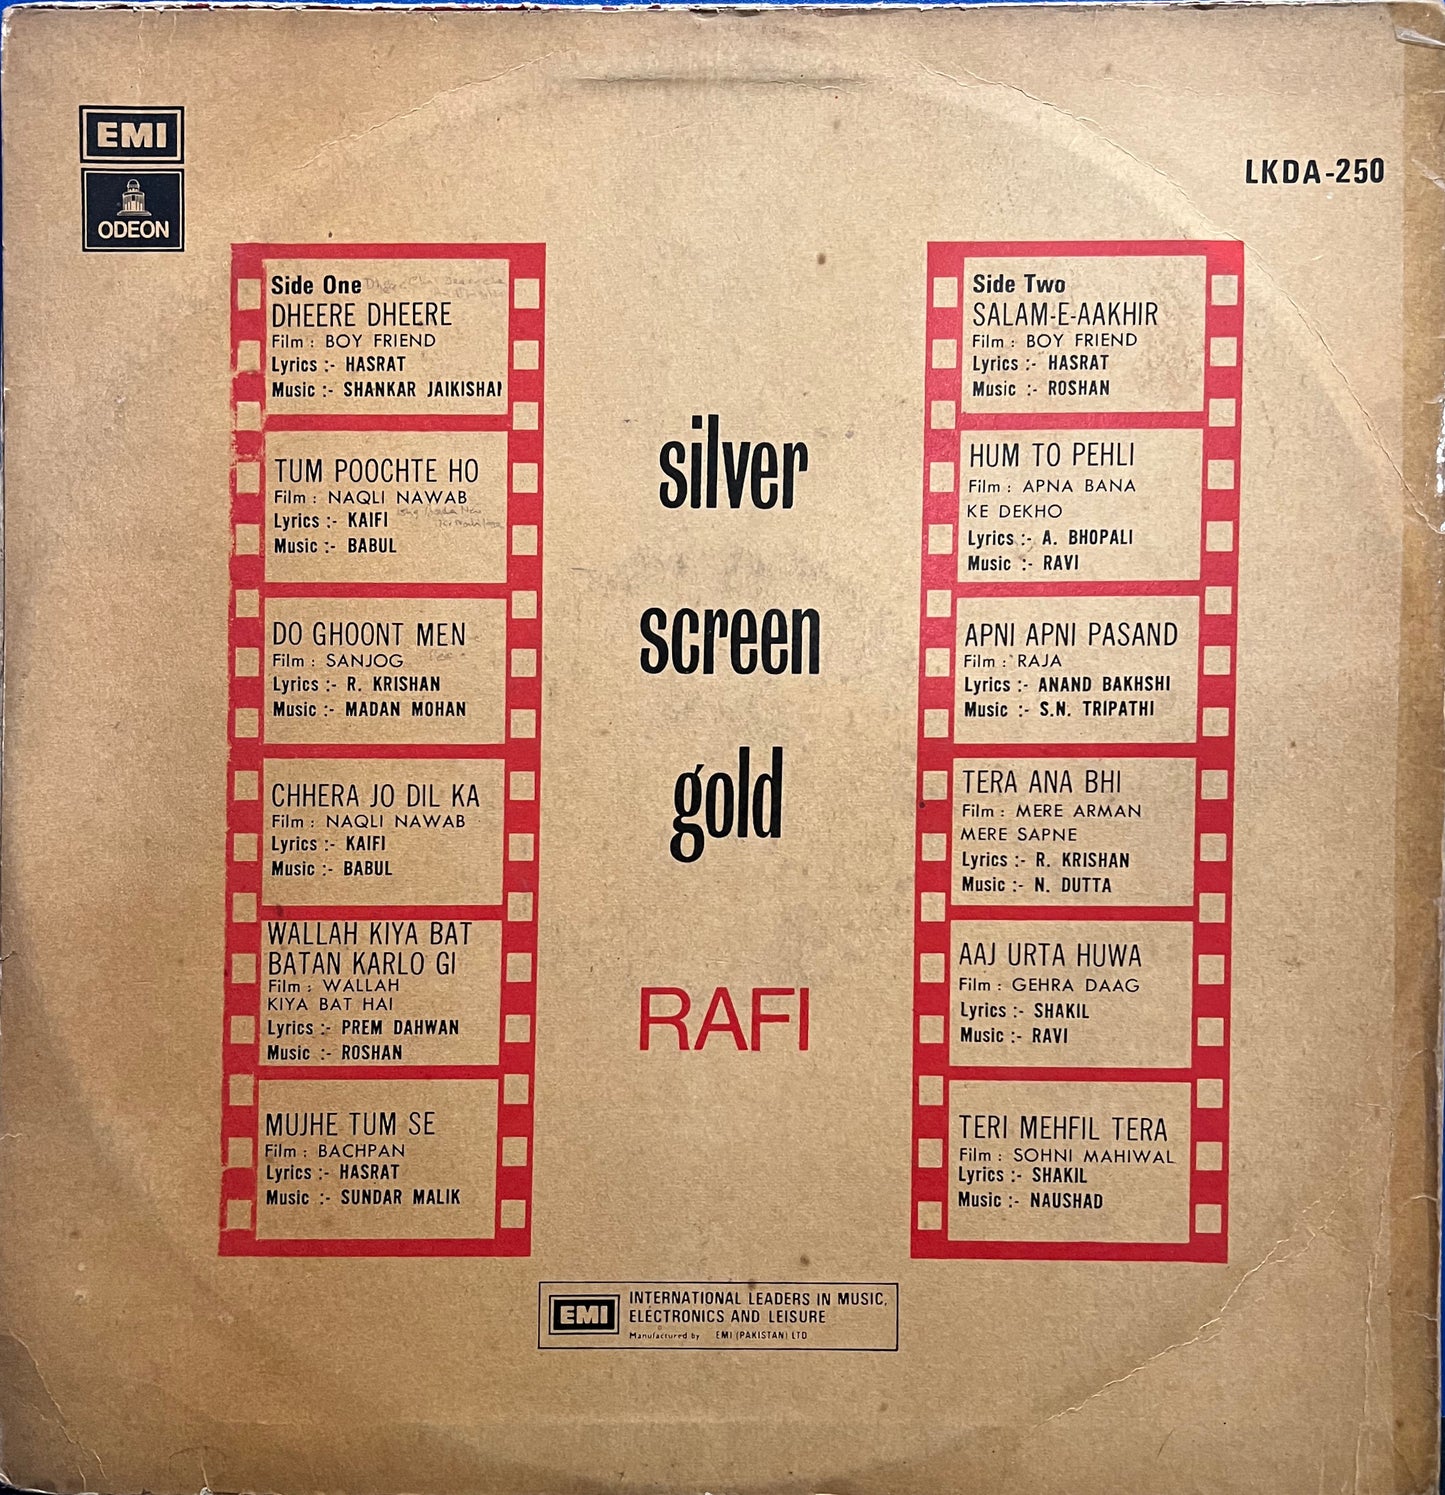 EMI
ODEON
LKDA-250
Side One
DHEERE DHEERE
Film : BOY FRIEND
Lyrics :- HASRAT
Music :- SHANKAR JAIKISHAN
TUM POOCHTE HO
Film : NAQLI NAWAB
Lyrics :- KAIFI
Music :- BABUL
DO GHOONT MEN
Film : SANJOG
Lyrics :- R. KRISHAN
Music :- MADAN MOHAN
CHHERA JO DIL KA
Film : NAQLI NAWAB
Lyrics :- KAIFI
Music :- BABUL
WALLAH KIYA BAT
BATAN KARLO GI
Film : WALLAH
KIYA BAT HAI
Lyrics :- PREM DAHWAN
Music :- ROSHAN
MUJHE TUM SE
Film : BACHPAN
Lyrics :- HASRAT
Music :- SUNDAR MALIK
silver
screen
gold
RAFI
Side Two
SALAM-E-AAKHIR
Film : BOY FRIEND
Lyrics :- HASRAT
Music :- ROSHAN
HUM TO PEHLI
Film : APNA BANA
KE DEKHO
Lyrics :- A. BHOPALI
Music :- RAVI
APNI APNI PASAND
Film : RAJA
Lyrics :- ANAND BAKHSHI
Music :- S.N. TRIPATHI
TERA ANA BHI
Film : MERE ARMAN
MERE SAPNE
Lyrics :- R. KRISHAN
Music :- N. DUTTA
AAJ URTA HUWA
Film : GEHRA DAAG
Lyrics :- SHAKIL
Music :- RAVI
TERI MEHFIL TERA
Film : SOHNI MAHIWAL
Lyrics :- SHAKIL
Music :- NAUSHAD
EMI
INTERNATIONAL LEADERS IN MUSIC,
ELECTRONICS AND LEISURE
Manufactured by EMI (PAKISTAN) LTD